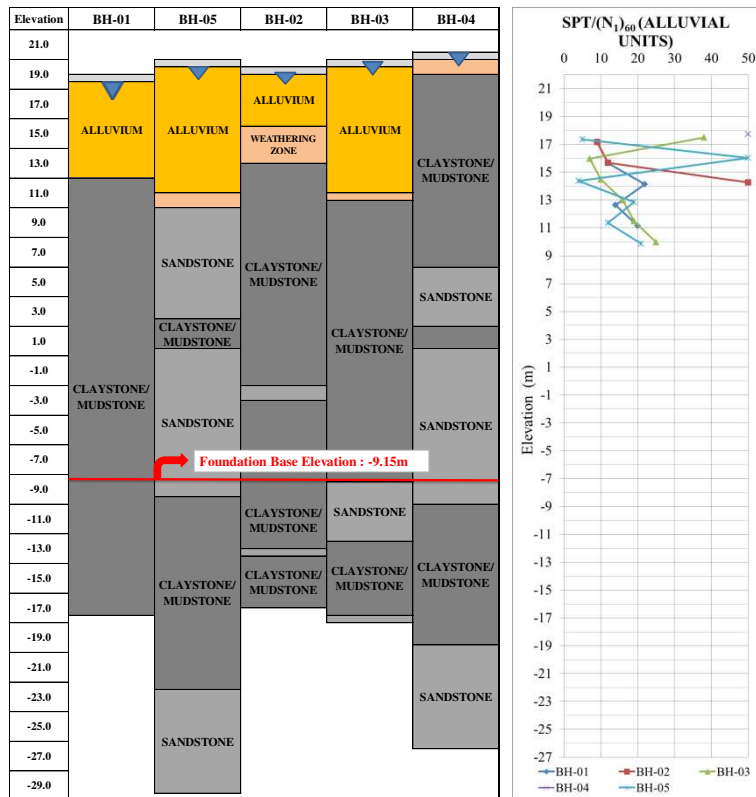 Elevation BH-01 BH-05 BH-02 BH-03 BH-04
21.0
19.0
17.0
15.0
13.0
11.0
9.0
7.0
5.0
3.0
1.0
-1.0
-3.0
-5.0
-7.0
-9.0
-11.0
-13.0
-15.0
-17.0
-19.0
-21.0
-23.0
-25.0
-27.0
-29.0
ALLUVIUM
CLAYSTONE/
MUDSTONE
ALLUVIUM
SANDSTONE
CLAYSTONE/
MUDSTONE
SANDSTONE
CLAYSTONE/
MUDSTONE
SANDSTONE
ALLUVIUM
WEATHERING
ZONE
CLAYSTONE/
MUDSTONE
CLAYSTONE/
MUDSTONE
CLAYSTONE/
MUDSTONE
ALLUVIUM
CLAYSTONE/
MUDSTONE
SANDSTONE
CLAYSTONE/
MUDSTONE
CLAYSTONE/
MUDSTONE
SANDSTONE
SANDSTONE
CLAYSTONE/
MUDSTONE
SANDSTONE
Foundation Base Elevation : -9.15m
SPT/(N₁)₆₀ (ALLUVIAL
UNITS)
0 10 20 30 40 50
21
19
17
15
13
11
9
7
5
3
1
-1
-3
-5
-7
-9
-11
-13
-15
-17
-19
-21
-23
-25
-27
Elevation (m)
BH-01 BH-02 BH-03
BH-04 BH-05